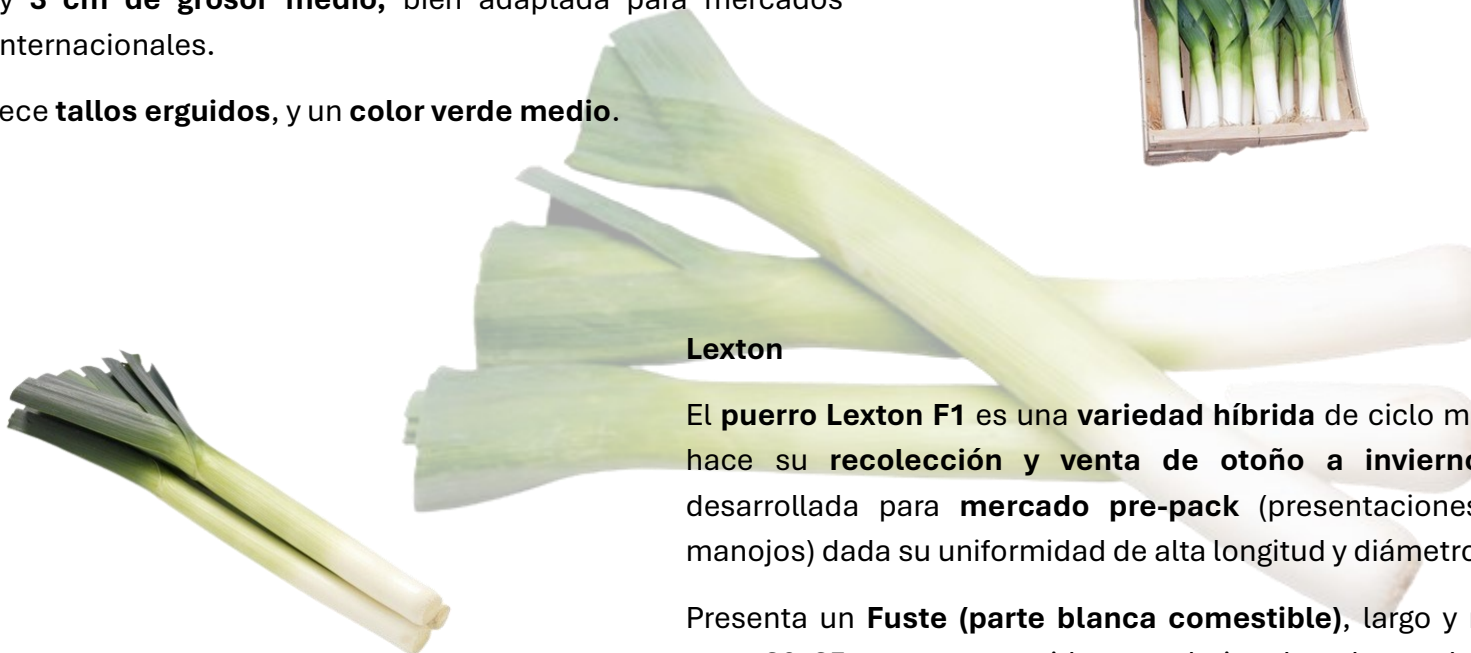 y 3 cm de grosor medio, bien adaptada para mercados
nternacionales.
ece tallos erguidos, y un color verde medio.
Lexton
El puerro Lexton F1 es una variedad híbrida de ciclo m
hace su recolección y venta de otoño a invierno
desarrollada para mercado pre-pack (presentaciones
manojos) dada su uniformidad de alta longitud y diámetro
Presenta un Fuste (parte blanca comestible), largo y